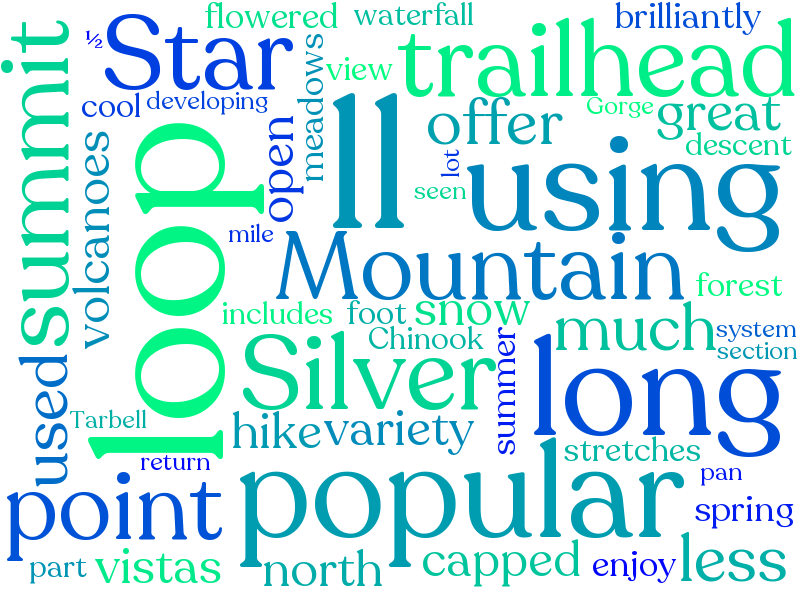 flowered
waterfall
brilliantly
½
Star
trailhead
summit
cool
developing
meadows
view
Gorge
great
open
ll
offer
descent
volcanoes
loop
lot
seen
using
mile
Mountain
forest
includes
foot
snow
much
system
section
Chinook
Silver
summer
long
used
Tarbell
hike
variety
stretches
return
popular
pan
point
spring
part
vistas
north
capped
enjoy
less